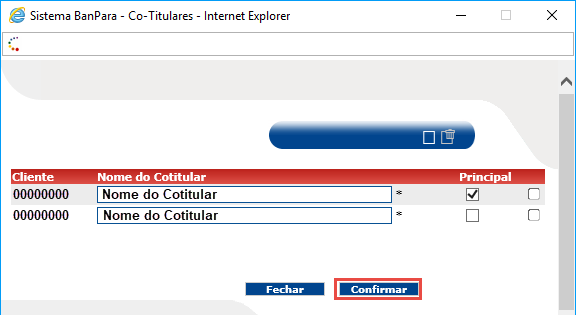 Sistema BanPara - Co-Titulares - Internet Explorer
Cliente Nome do Cotitular Principal
00000000 Nome do Cotitular *
00000000 Nome do Cotitular *
Fechar Confirmar